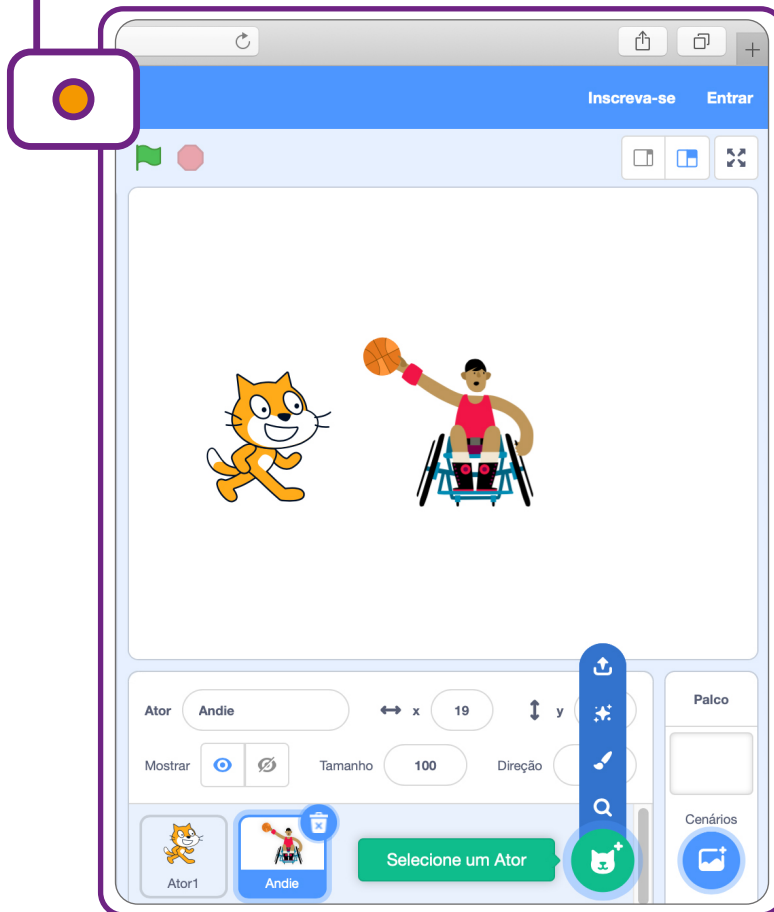 Inscreva-se Entrar
Ator Andie x 19 y
Mostrar Tamanho 100 Direção
Palco
Cenários
Selecione um Ator
Ator1 Andie